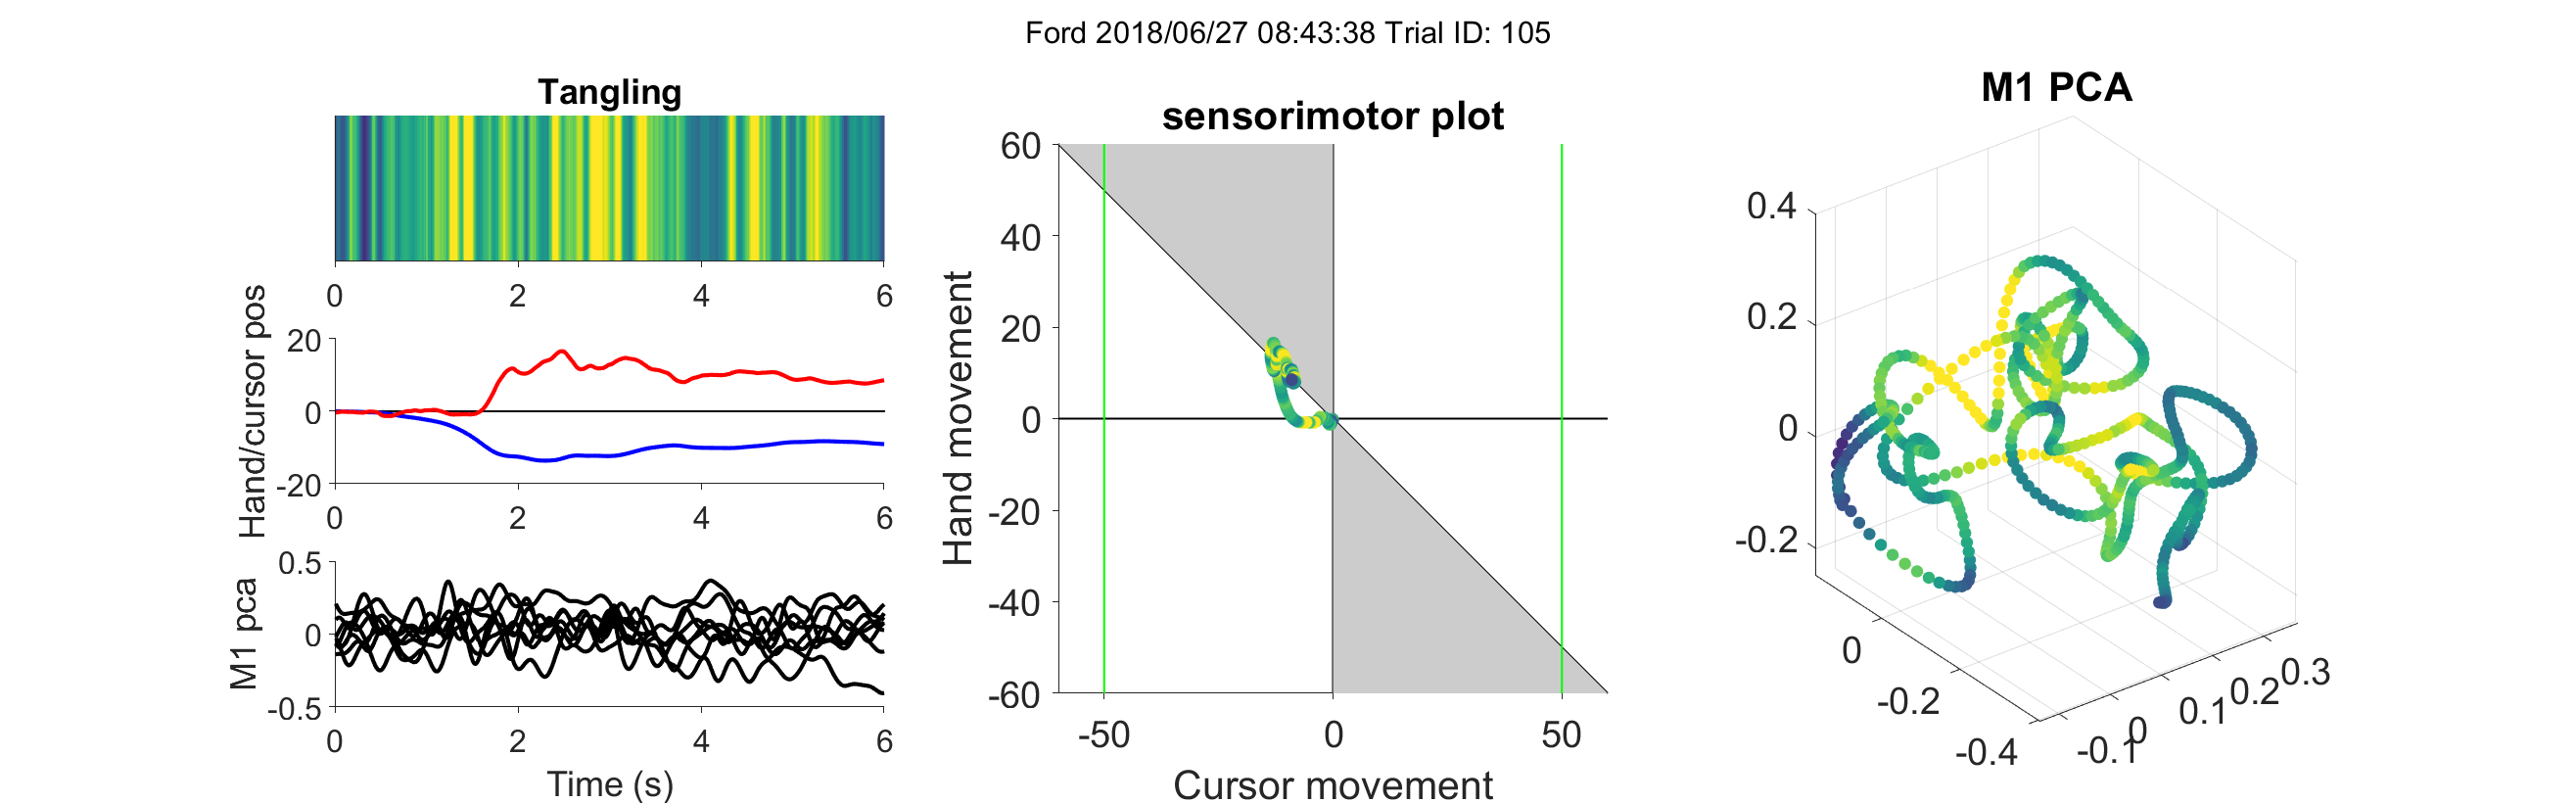 Ford 2018/06/27 08:43:38 Trial ID: 105
Tangling
0 2 4 6
Hand/cursor pos
20
0
-20
0 2 4 6
M1 pca
0.5
0
-0.5
0 2 4 6
Time (s)
sensorimotor plot
Hand movement
60
40
20
0
-20
-40
-60
-50 0 50
Cursor movement
M1 PCA
0.4
0.2
0
-0.2
0
-0.2
-0.4
-0.1
0
0.1
0.2
0.3